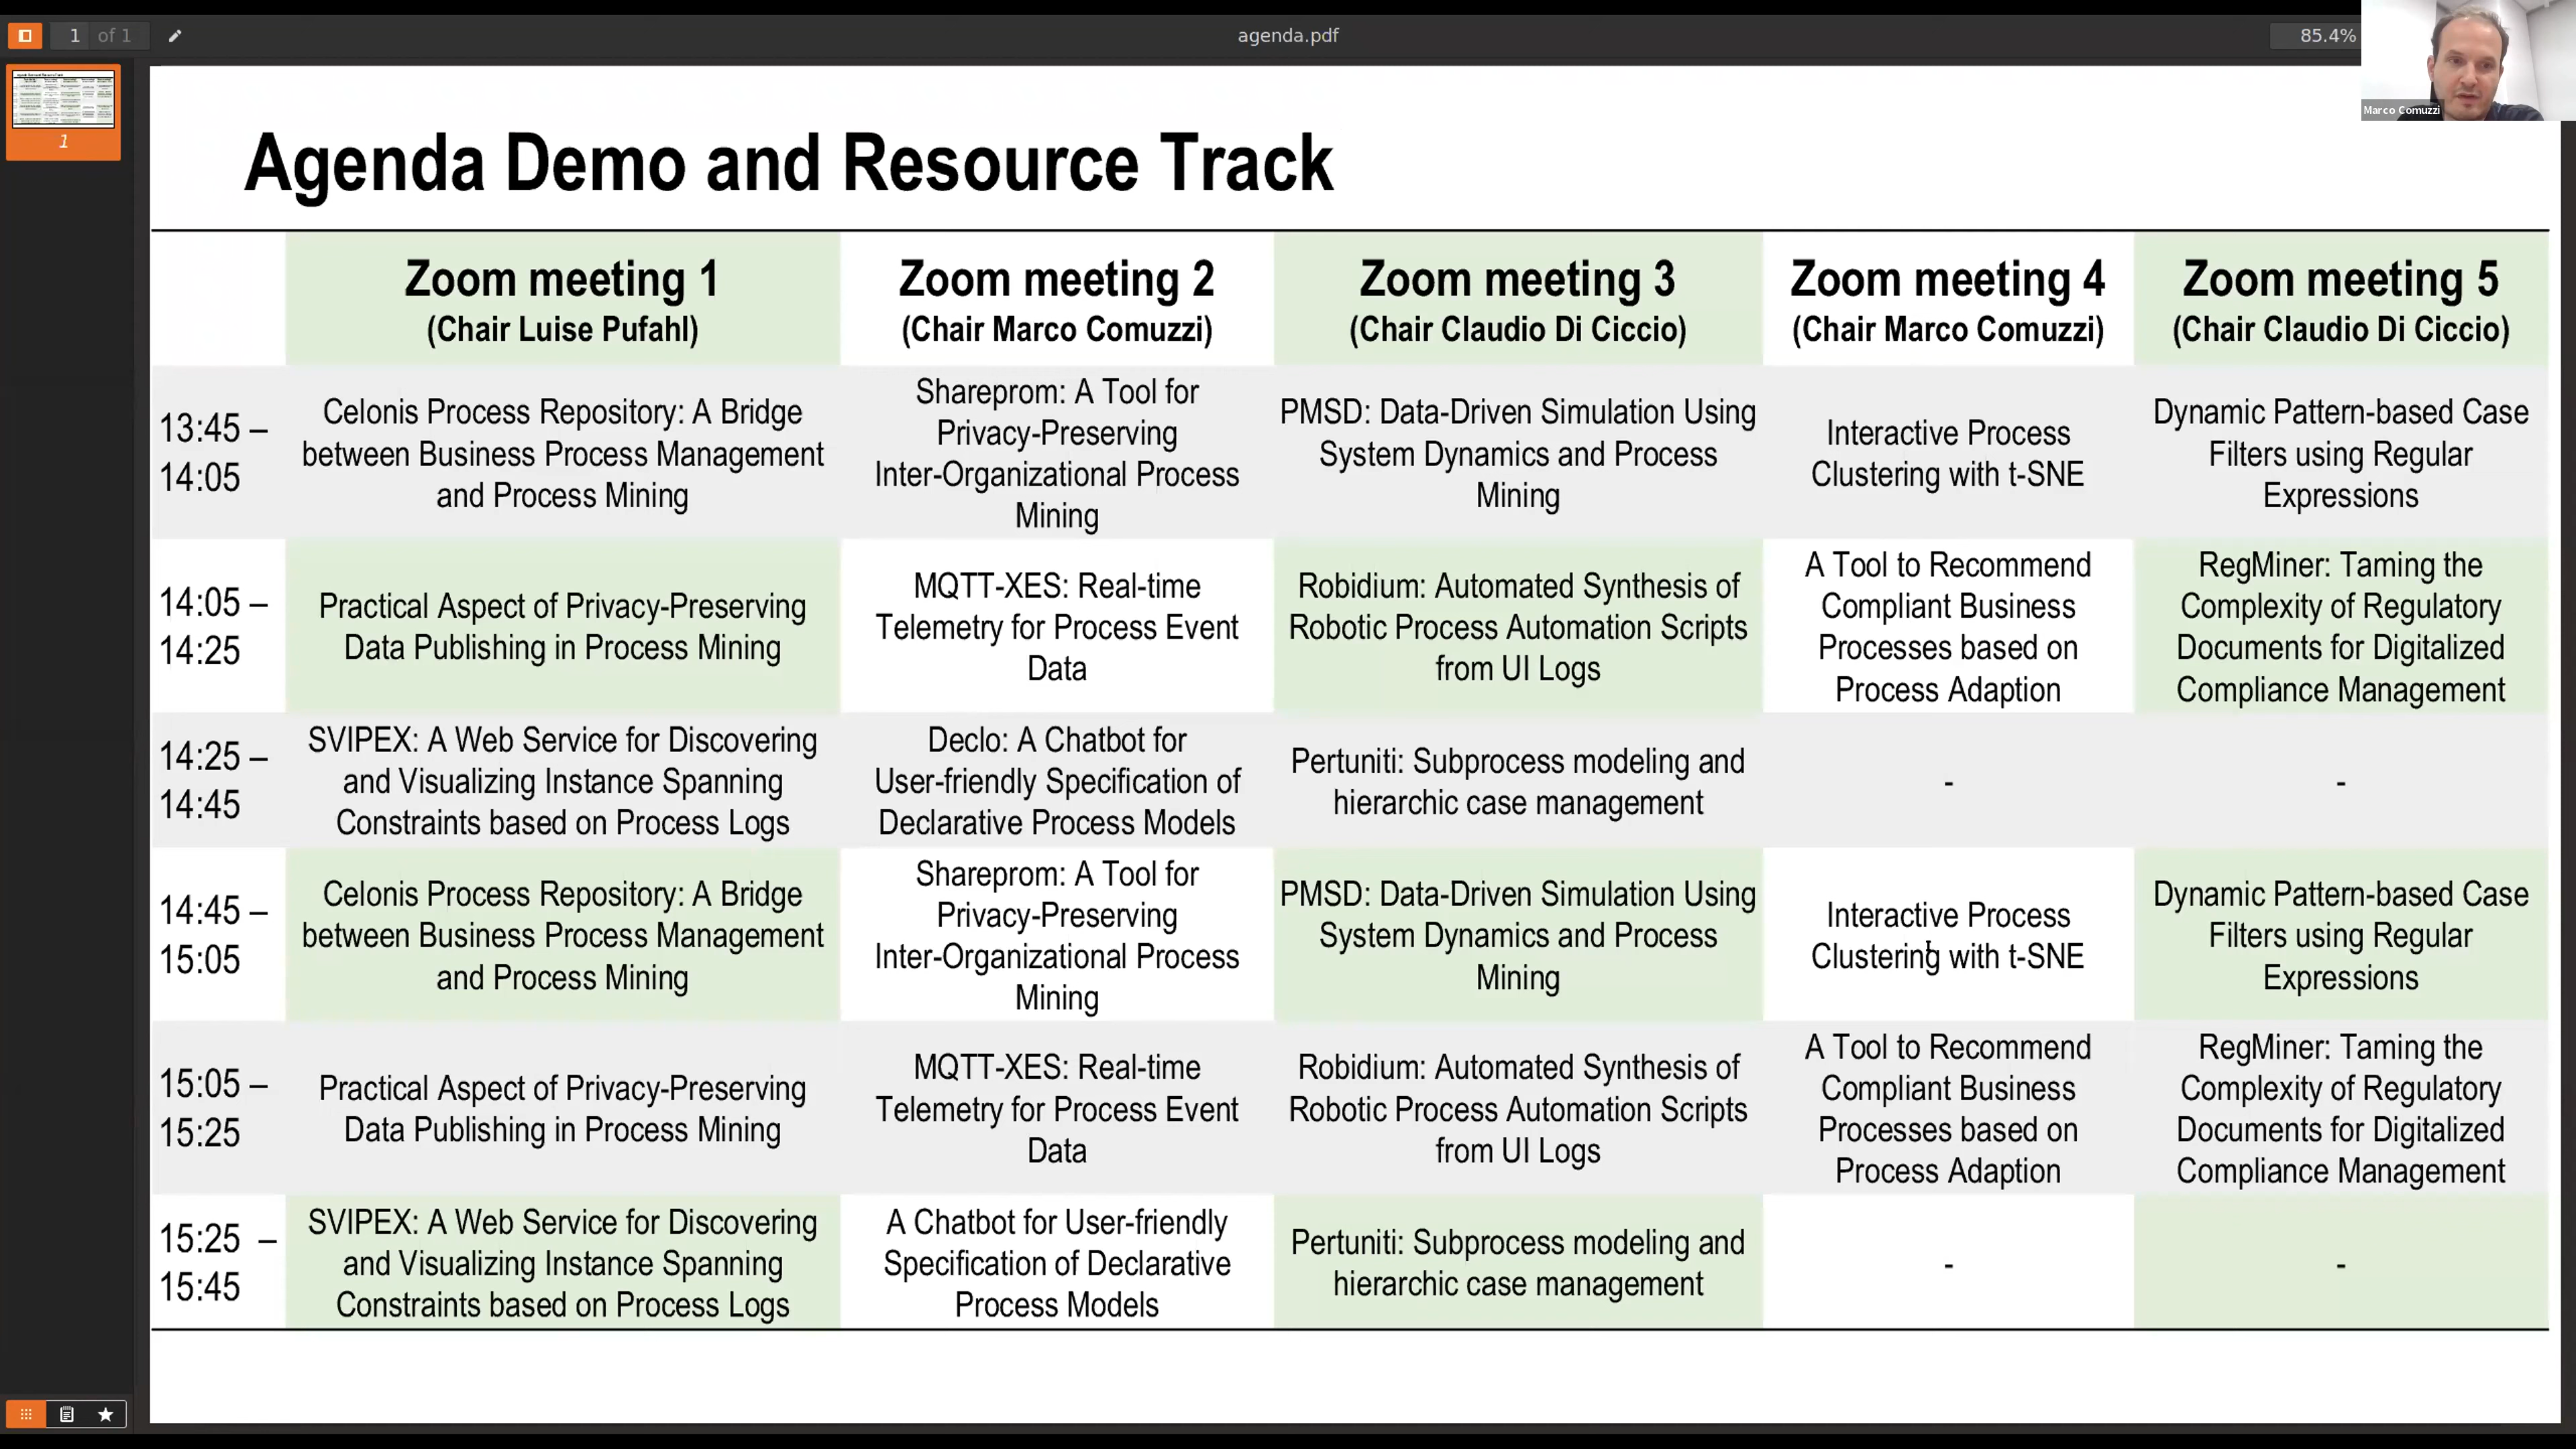 1 of 1
agenda.pdf
85.4%
Marco Comuzzi
1
Agenda Demo and Resource Track
Zoom meeting 1
(Chair Luise Pufahl)
Zoom meeting 2
(Chair Marco Comuzzi)
Zoom meeting 3
(Chair Claudio Di Ciccio)
Zoom meeting 4
(Chair Marco Comuzzi)
Zoom meeting 5
(Chair Claudio Di Ciccio)
13:45 –
14:05
Celonis Process Repository: A Bridge
between Business Process Management
and Process Mining
Shareprom: A Tool for
Privacy-Preserving
Inter-Organizational Process
Mining
PMSD: Data-Driven Simulation Using
System Dynamics and Process
Mining
Interactive Process
Clustering with t-SNE
Dynamic Pattern-based Case
Filters using Regular
Expressions
14:05 –
14:25
Practical Aspect of Privacy-Preserving
Data Publishing in Process Mining
MQTT-XES: Real-time
Telemetry for Process Event
Data
Robidium: Automated Synthesis of
Robotic Process Automation Scripts
from UI Logs
A Tool to Recommend
Compliant Business
Processes based on
Process Adaption
RegMiner: Taming the
Complexity of Regulatory
Documents for Digitalized
Compliance Management
14:25 –
14:45
SVIPEX: A Web Service for Discovering
and Visualizing Instance Spanning
Constraints based on Process Logs
Declo: A Chatbot for
User-friendly Specification of
Declarative Process Models
Pertuniti: Subprocess modeling and
hierarchic case management
-
-
14:45 –
15:05
Celonis Process Repository: A Bridge
between Business Process Management
and Process Mining
Shareprom: A Tool for
Privacy-Preserving
Inter-Organizational Process
Mining
PMSD: Data-Driven Simulation Using
System Dynamics and Process
Mining
Interactive Process
Clustering with t-SNE
Dynamic Pattern-based Case
Filters using Regular
Expressions
15:05 –
15:25
Practical Aspect of Privacy-Preserving
Data Publishing in Process Mining
MQTT-XES: Real-time
Telemetry for Process Event
Data
Robidium: Automated Synthesis of
Robotic Process Automation Scripts
from UI Logs
A Tool to Recommend
Compliant Business
Processes based on
Process Adaption
RegMiner: Taming the
Complexity of Regulatory
Documents for Digitalized
Compliance Management
15:25 –
15:45
SVIPEX: A Web Service for Discovering
and Visualizing Instance Spanning
Constraints based on Process Logs
A Chatbot for User-friendly
Specification of Declarative
Process Models
Pertuniti: Subprocess modeling and
hierarchic case management
-
-